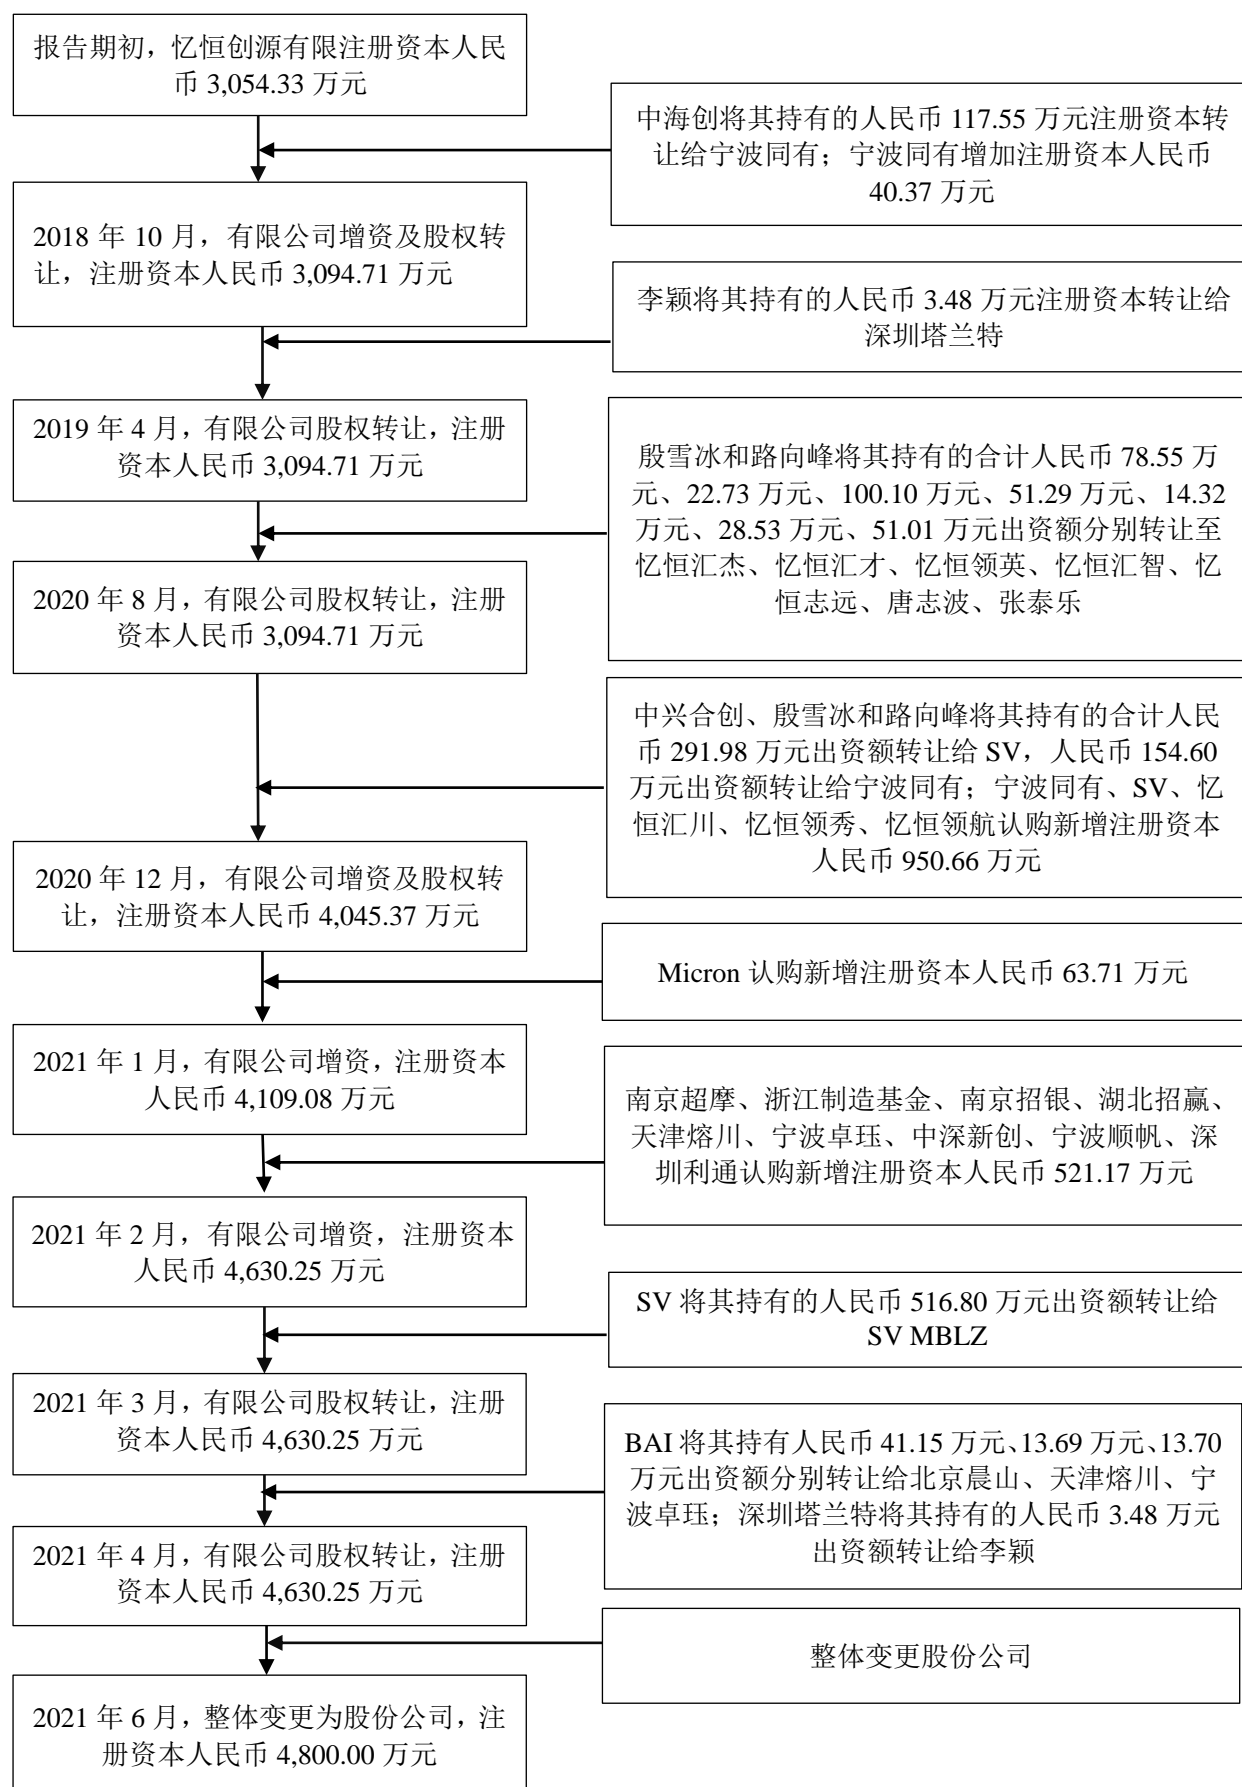 报告期初，忆恒创源有限注册资本人民
币 3,054.33 万元
中海创将其持有的人民币 117.55 万元注册资本转
让给宁波同有；宁波同有增加注册资本人民币
40.37 万元
2018 年 10 月，有限公司增资及股权转
让，注册资本人民币 3,094.71 万元
李颖将其持有的人民币 3.48 万元注册资本转让给
深圳塔兰特
2019 年 4 月，有限公司股权转让，注册
资本人民币 3,094.71 万元
殷雪冰和路向峰将其持有的合计人民币 78.55 万
元、22.73 万元、100.10 万元、51.29 万元、14.32
万元、28.53 万元、51.01 万元出资额分别转让至
忆恒汇杰、忆恒汇才、忆恒领英、忆恒汇智、忆
恒志远、唐志波、张泰乐
2020 年 8 月，有限公司股权转让，注册
资本人民币 3,094.71 万元
中兴合创、殷雪冰和路向峰将其持有的合计人民
币 291.98 万元出资额转让给 SV，人民币 154.60
万元出资额转让给宁波同有；宁波同有、SV、忆
恒汇川、忆恒领秀、忆恒领航认购新增注册资本
人民币 950.66 万元
2020 年 12 月，有限公司增资及股权转
让，注册资本人民币 4,045.37 万元
Micron 认购新增注册资本人民币 63.71 万元
2021 年 1 月，有限公司增资，注册资本
人民币 4,109.08 万元
南京超摩、浙江制造基金、南京招银、湖北招赢、
天津熔川、宁波卓珏、中深新创、宁波顺帆、深
圳利通认购新增注册资本人民币 521.17 万元
2021 年 2 月，有限公司增资，注册资本
人民币 4,630.25 万元
SV 将其持有的人民币 516.80 万元出资额转让给
SV MBLZ
2021 年 3 月，有限公司股权转让，注册
资本人民币 4,630.25 万元
BAI 将其持有人民币 41.15 万元、13.69 万元、13.70
万元出资额分别转让给北京晨山、天津熔川、宁
波卓珏；深圳塔兰特将其持有的人民币 3.48 万元
出资额转让给李颖
2021 年 4 月，有限公司股权转让，注册
资本人民币 4,630.25 万元
整体变更股份公司
2021 年 6 月，整体变更为股份公司，注
册资本人民币 4,800.00 万元